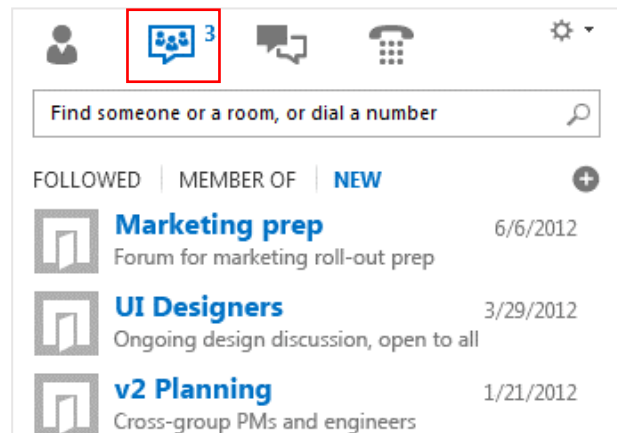 3
Find someone or a room, or dial a number
FOLLOWED MEMBER OF NEW
Marketing prep 6/6/2012
Forum for marketing roll-out prep
UI Designers 3/29/2012
Ongoing design discussion, open to all
v2 Planning 1/21/2012
Cross-group PMs and engineers